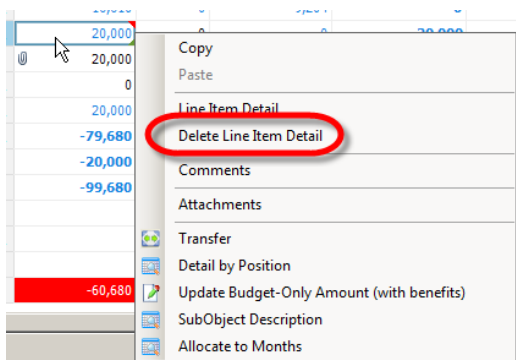 20,000
20,000
0
20,000
-79,680
-20,000
-99,680
-60,680
Copy
Paste
Line Item Detail
Delete Line Item Detail
Comments
Attachments
Transfer
Detail by Position
Update Budget-Only Amount (with benefits)
SubObject Description
Allocate to Months